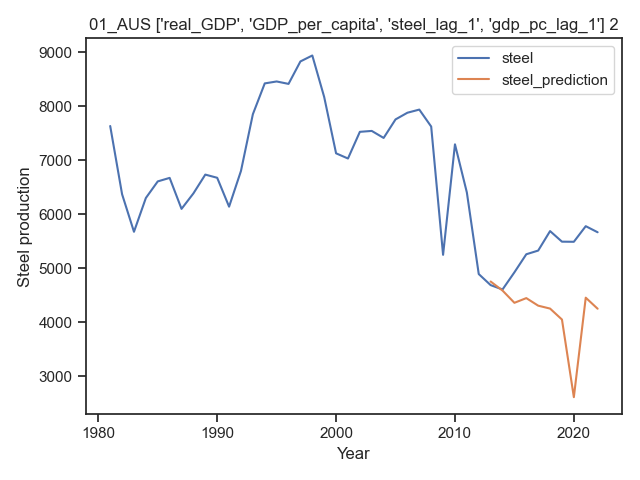 01_AUS ['real_GDP', 'GDP_per_capita', 'steel_lag_1', 'gdp_pc_lag_1'] 2
steel
steel_prediction
Steel production
9000
8000
7000
6000
5000
4000
3000
1980 1990 2000 2010 2020
Year